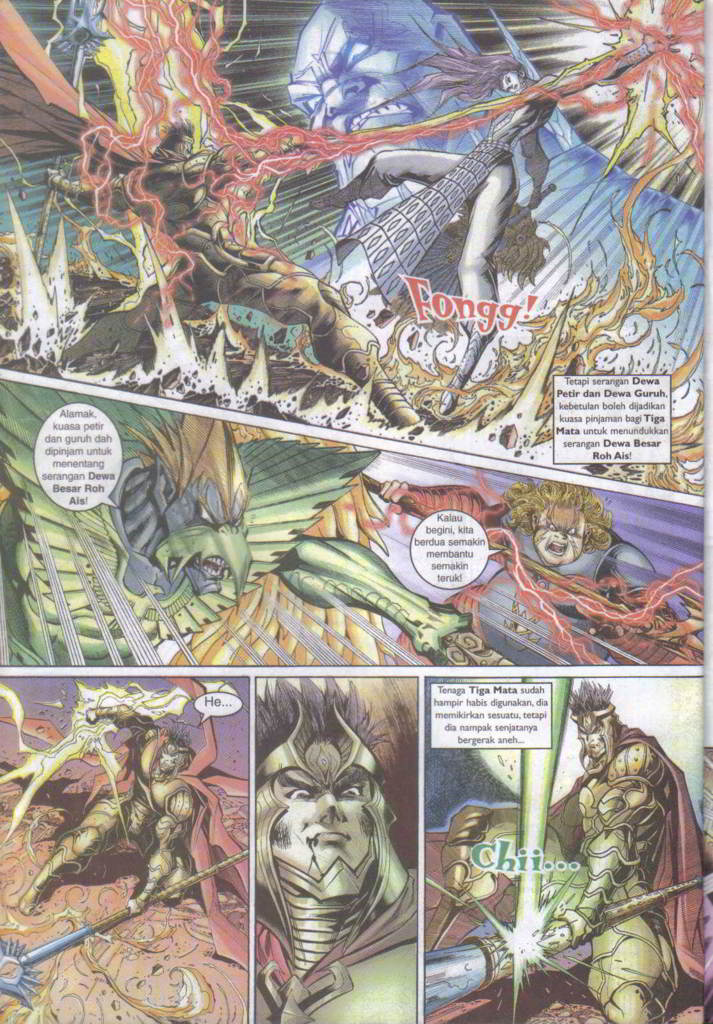 Fongg!
Tetapi serangan Dewa
Petir dan Dewa Guruh,
kebetulan boleh dijadikan
kuasa pinjaman bagi Tiga
Mata untuk menundukkan
serangan Dewa Besar
Roh Ais!
Alamak,
kuasa petir
dan guruh dah
dipinjam untuk
menentang
serangan Dewa
Besar Roh
Ais!
Kalau
begini, kita
berdua semakin
membantu
semakin
teruk!
He...
Tenaga Tiga Mata sudah
hampir habis digunakan, dia
memikirkan sesuatu, tetapi
dia nampak senjatanya
bergerak aneh...
Chii...